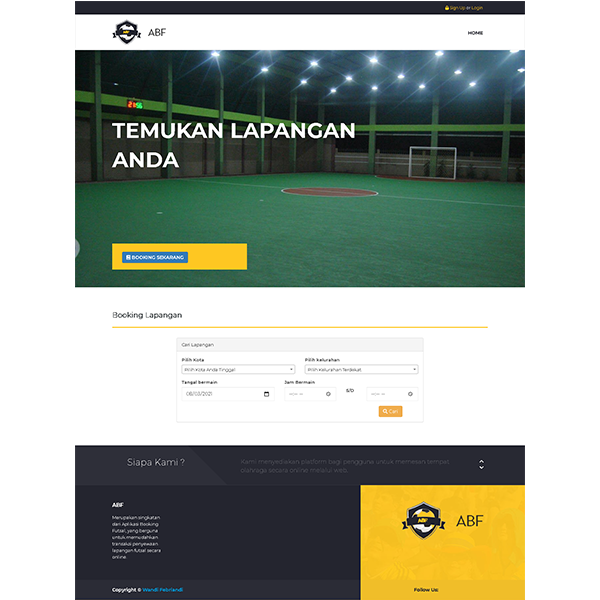 Sign Up or Login
ABF
HOME
21:56
TEMUKAN LAPANGAN
ANDA
BOOKING SEKARANG
Booking Lapangan
Cari Lapangan
Pilih Kota
Pilih kelurahan
Pilih Kota Anda Tinggal
Pilih Kelurahan Terdekat
Tangal bermain
Jam Bermain
S/D
08/03/2021
--:-- --
--:-- --
Cari
Siapa Kami ?
Kami menyediakan platform bagi pengguna untuk memesan tempat
olahraga secara online melalui web.
ABF
Merupakan singkatan
dari Aplikasi Booking
Futsal, yang berguna
untuk memudahkan
transaksi penyewaan
lapangan futsal secara
online
ABF
ABF
Copyright © Wandi Febriandi
Follow Us: